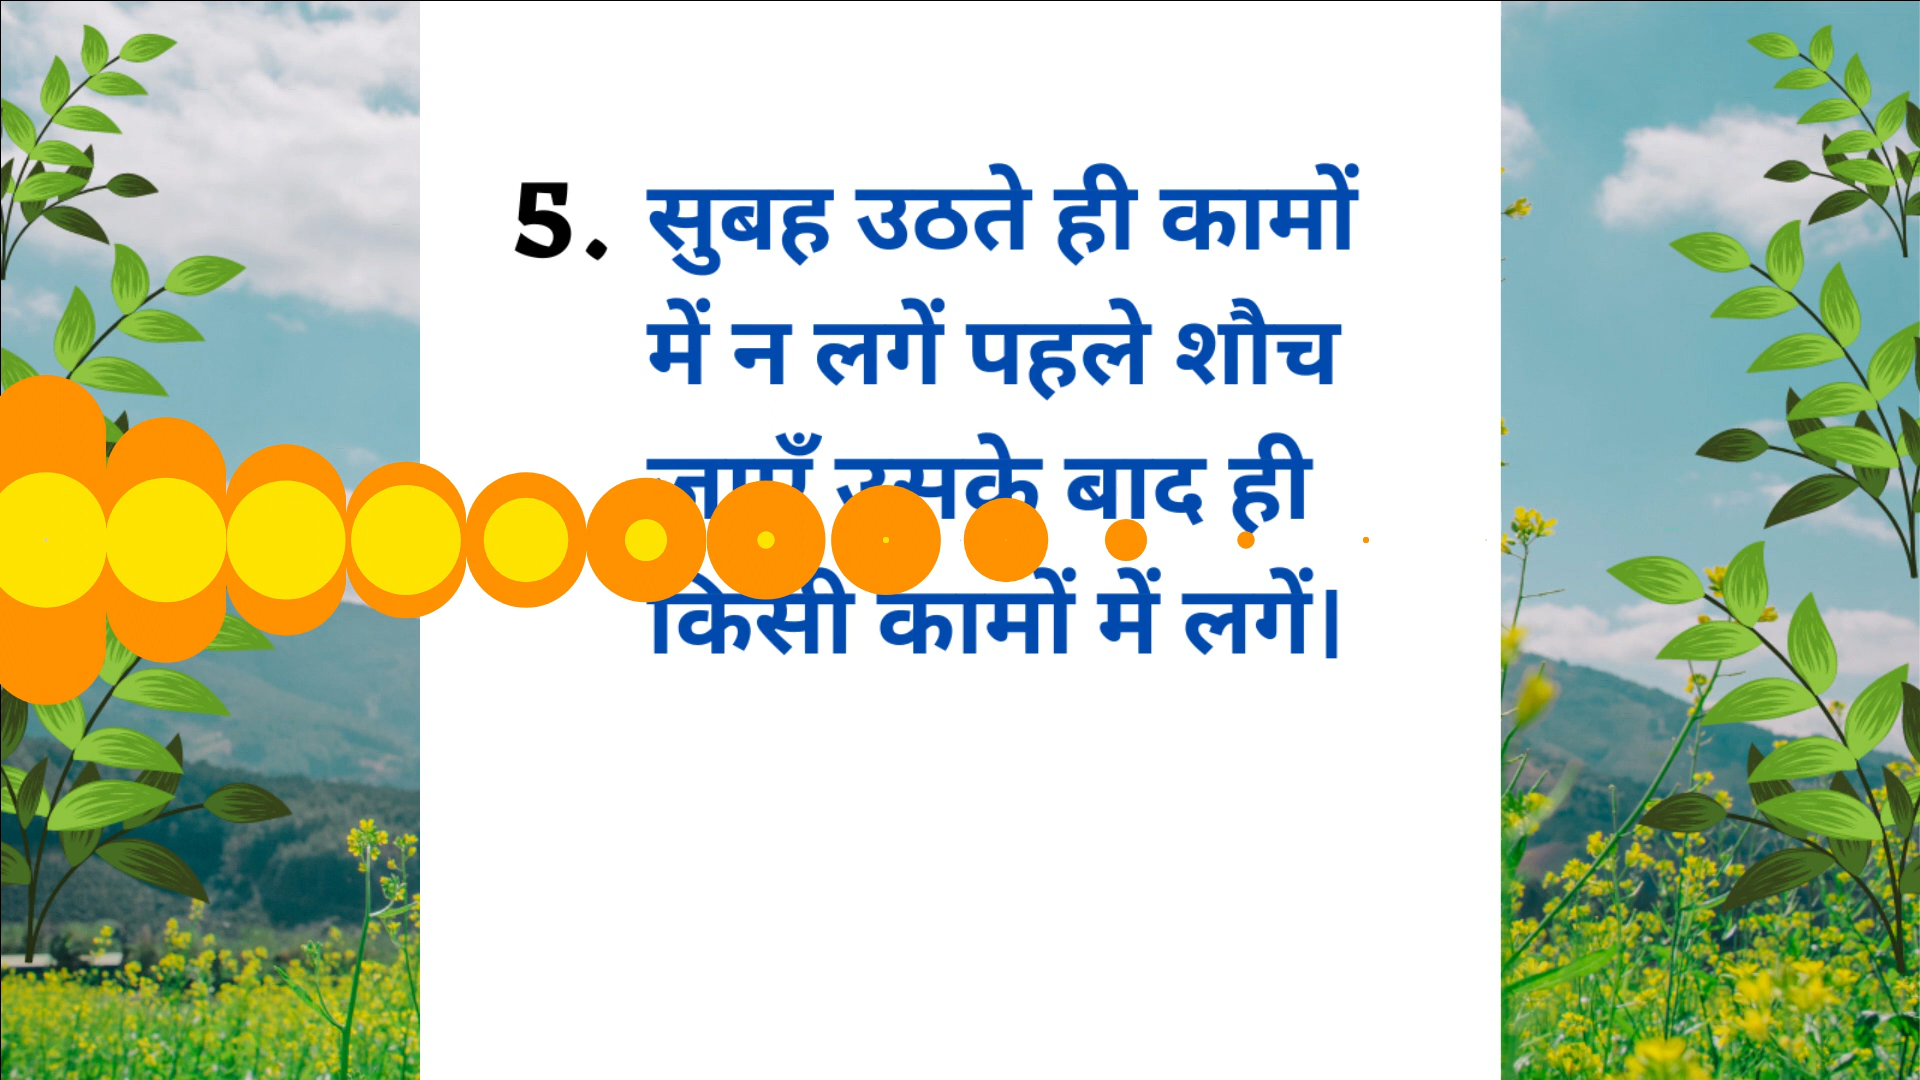 5. सुबह उठते ही कामों
में न लगें पहले शौच
जाएँ उसके बाद ही
किसी कामों में लगें|